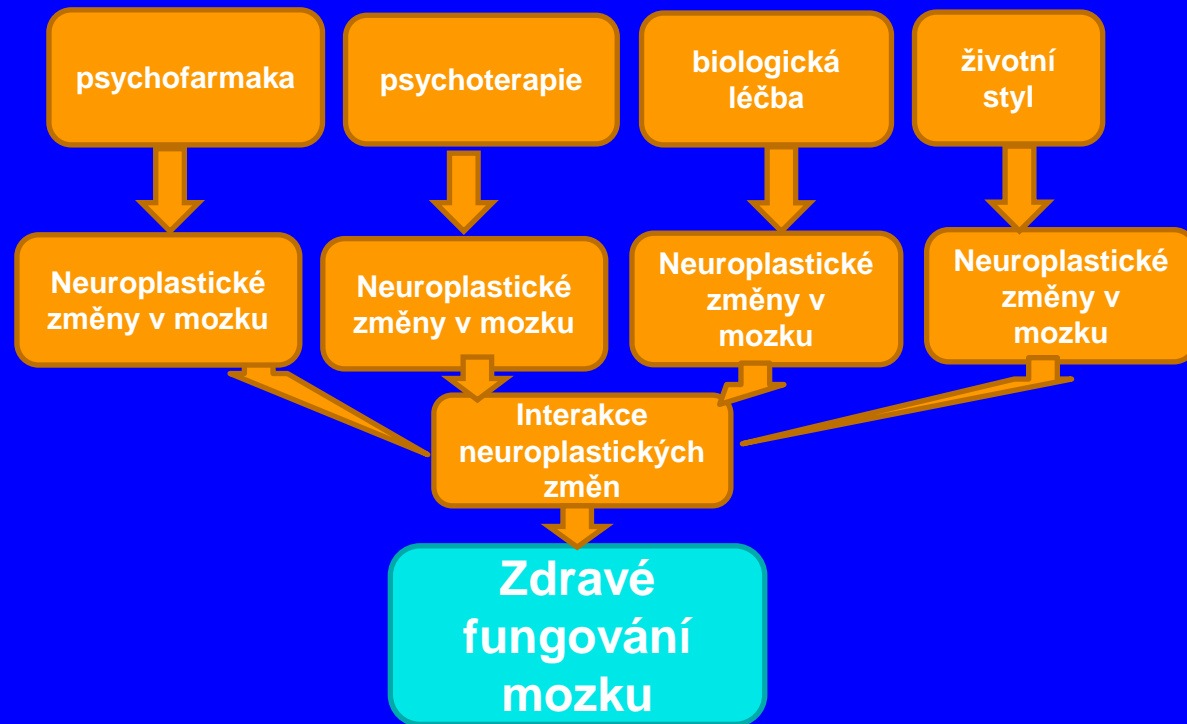 psychofarmaka
psychoterapie
biologická
léčba
životní
styl
Neuroplastické
změny v mozku
Neuroplastické
změny v mozku
Neuroplastické
změny v
mozku
Neuroplastické
změny v
mozku
Interakce
neuroplastických
změn
Zdravé
fungování
mozku